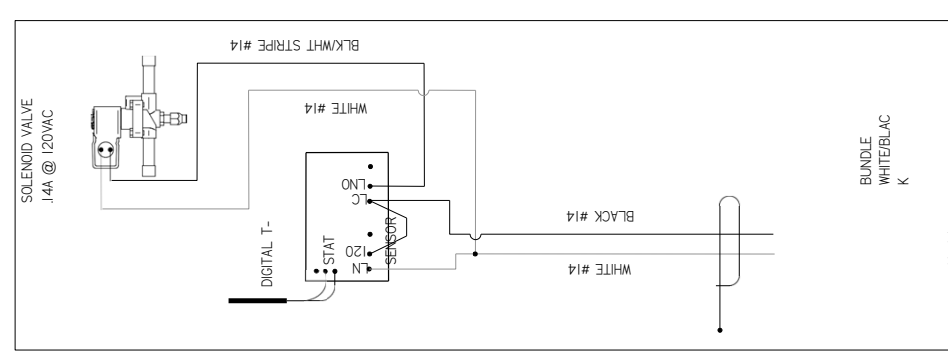 BLK/WHT STRIPE #14
WHITE #14
SOLENOID VALVE
.14A @ 120VAC
LNO
LC
120
LN
DIGITAL T-
STAT
SENSOR
BLACK #14
WHITE #14
BUNDLE
WHITE/BLAC
K